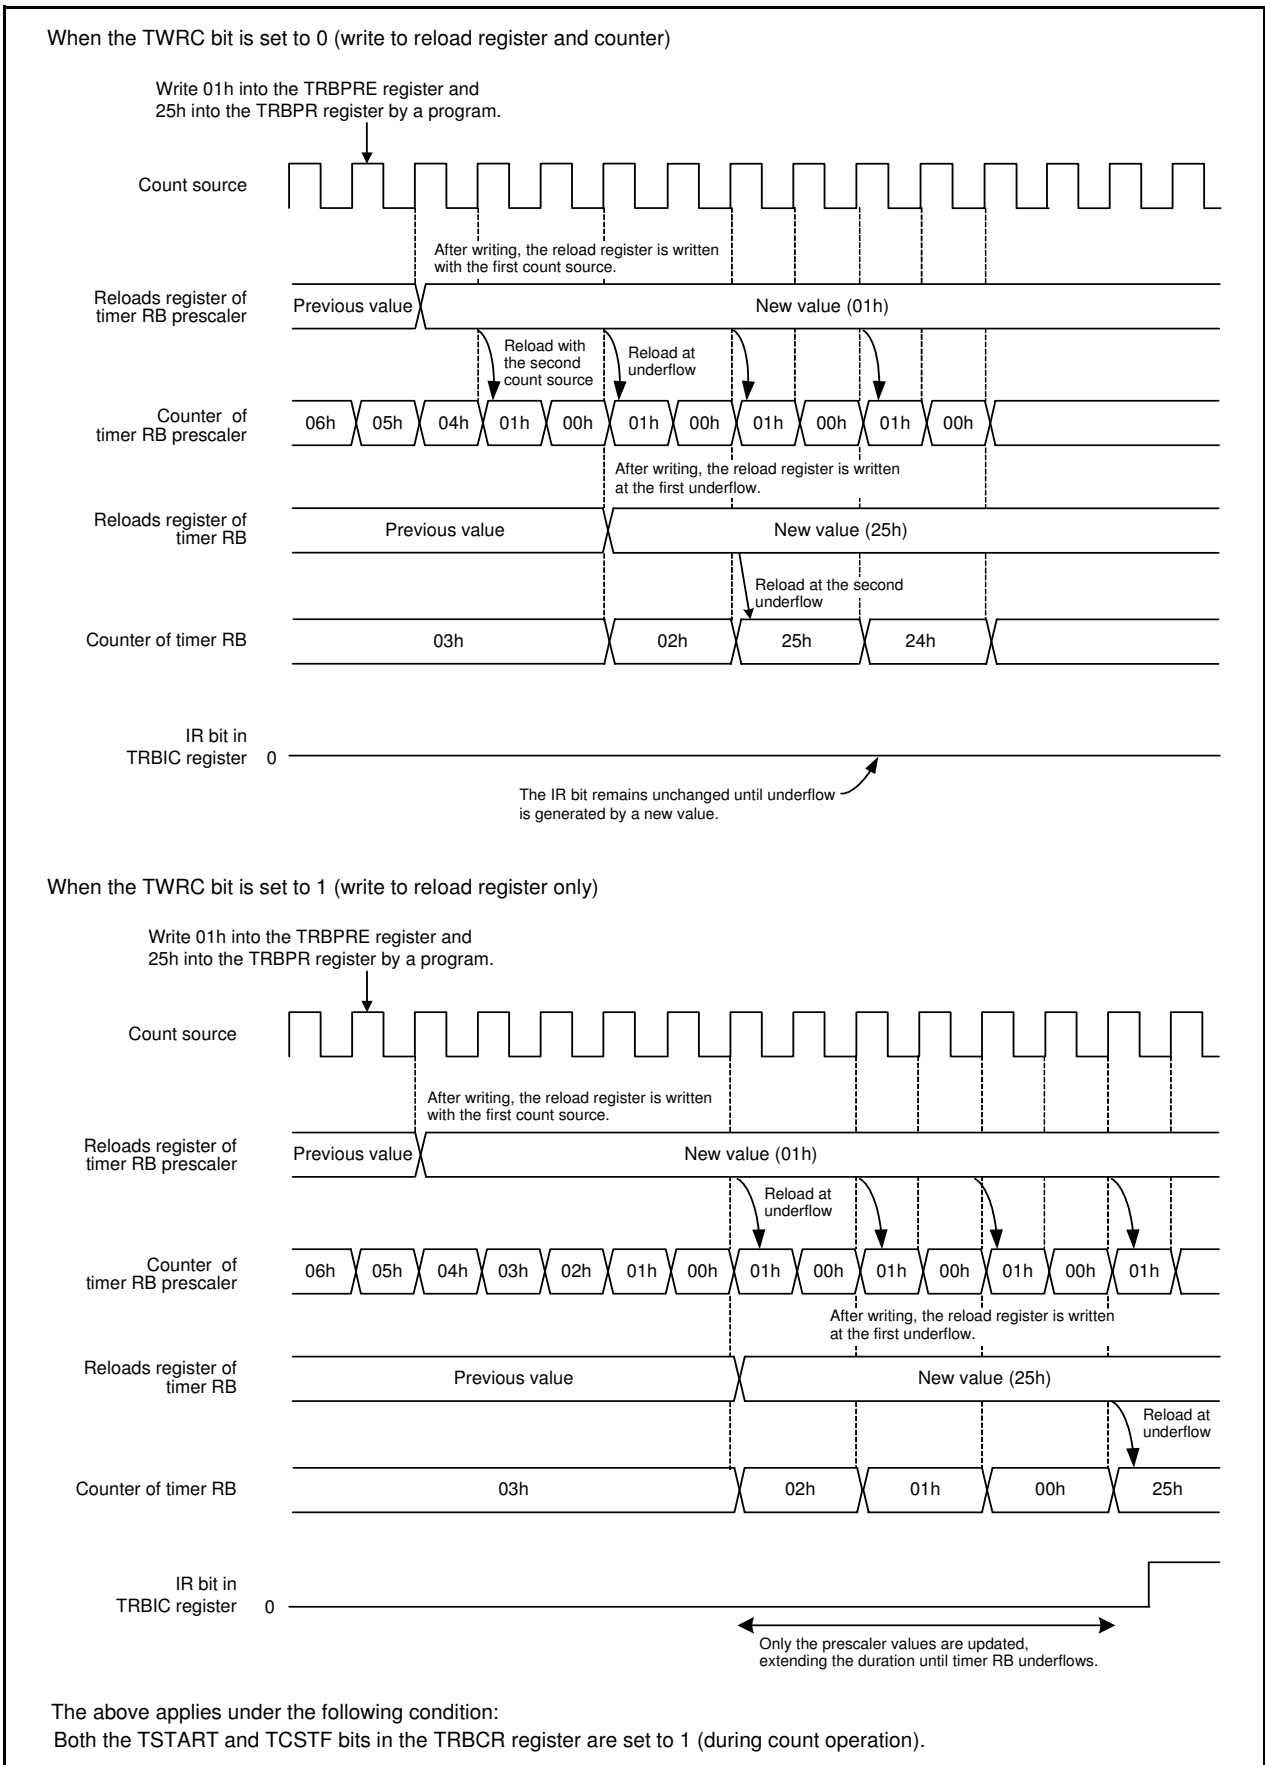 When the TWRC bit is set to 0 (write to reload register and counter)
Write 01h into the TRBPRE register and
25h into the TRBPR register by a program.
Count source
After writing, the reload register is written
with the first count source.
Reloads register of
timer RB prescaler
Previous value
New value (01h)
Reload with
the second
count source
Reload at
underflow
Counter of
timer RB prescaler
06h 05h 04h 01h 00h 01h 00h 01h 00h 01h 00h
After writing, the reload register is written
at the first underflow.
Reloads register of
timer RB
Previous value
New value (25h)
Reload at the second
underflow
Counter of timer RB
03h 02h 25h 24h
IR bit in
TRBIC register 0
The IR bit remains unchanged until underflow
is generated by a new value.
When the TWRC bit is set to 1 (write to reload register only)
Write 01h into the TRBPRE register and
25h into the TRBPR register by a program.
Count source
After writing, the reload register is written
with the first count source.
Reloads register of
timer RB prescaler
Previous value
New value (01h)
Reload at
underflow
Counter of
timer RB prescaler
06h 05h 04h 03h 02h 01h 00h 01h 00h 01h 00h 01h 00h 01h
After writing, the reload register is written
at the first underflow.
Reloads register of
timer RB
Previous value
New value (25h)
Reload at
underflow
Counter of timer RB
03h 02h 01h 00h 25h
IR bit in
TRBIC register 0
Only the prescaler values are updated,
extending the duration until timer RB underflows.
The above applies under the following condition:
Both the TSTART and TCSTF bits in the TRBCR register are set to 1 (during count operation).